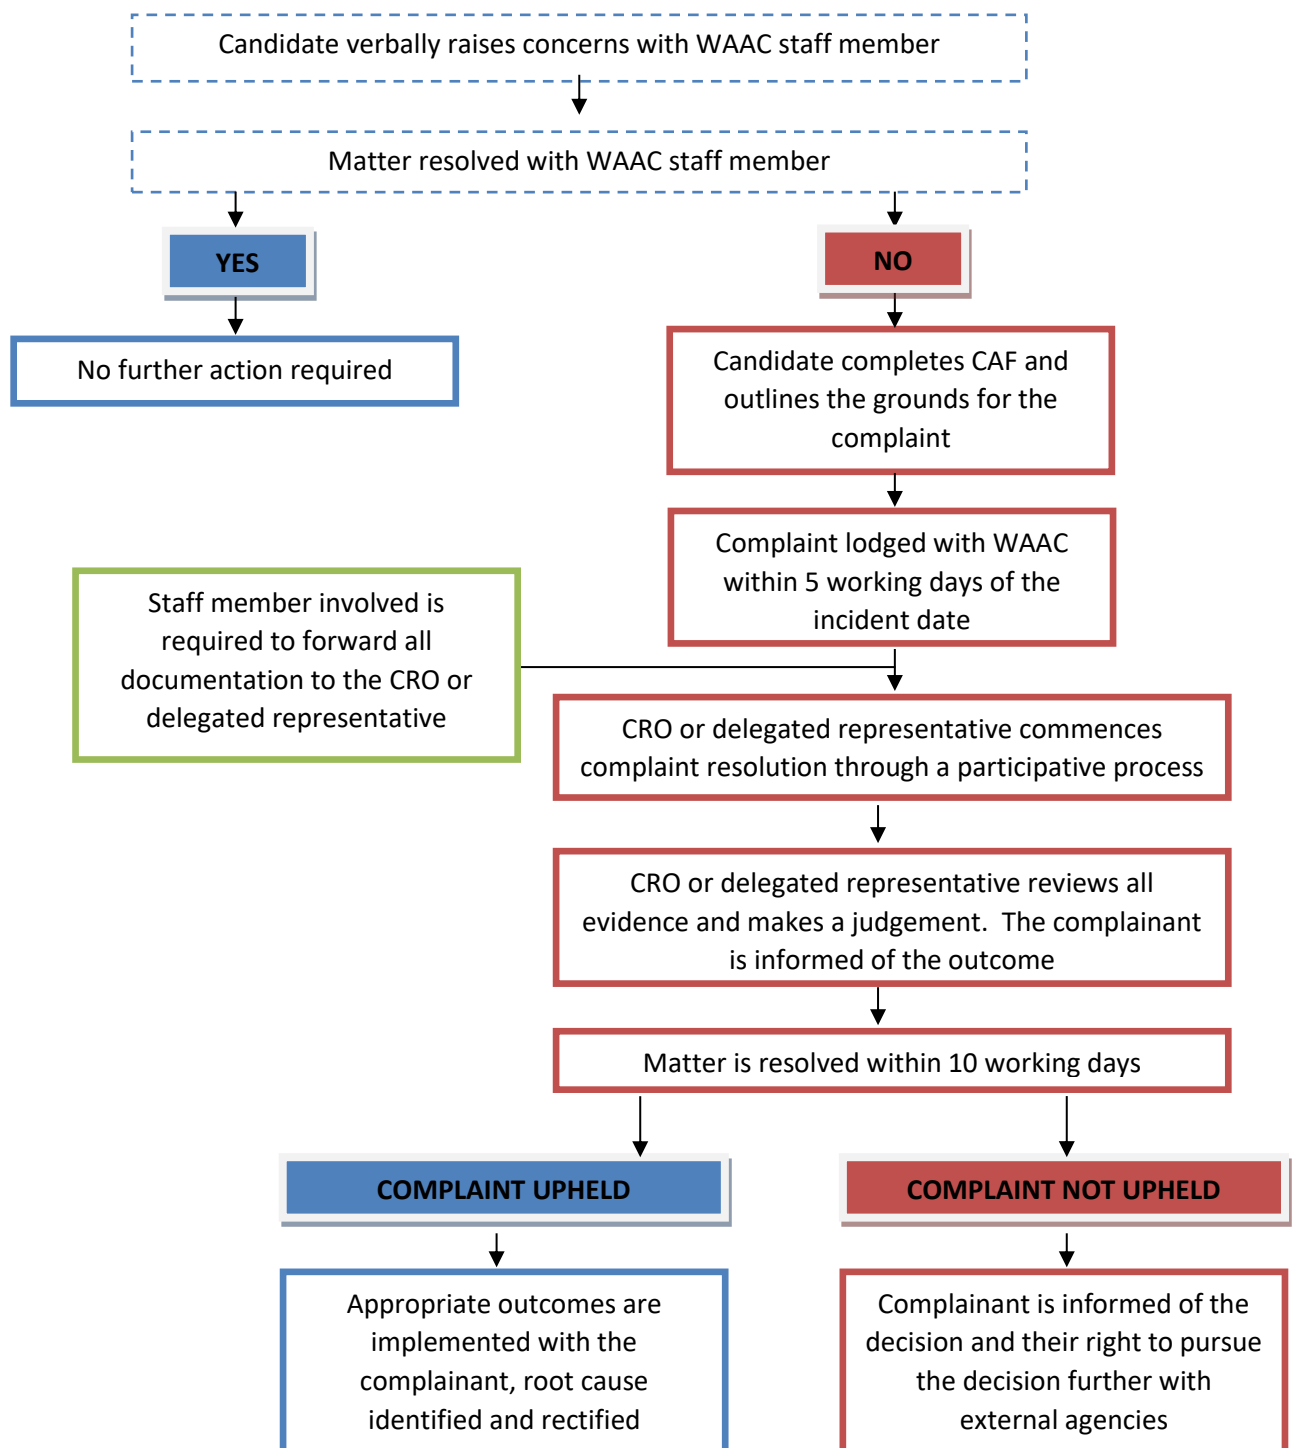 Candidate verbally raises concerns with WAAC staff member
Matter resolved with WAAC staff member
YES
NO
No further action required
Candidate completes CAF and
outlines the grounds for the
complaint
Complaint lodged with WAAC
within 5 working days of the
incident date
Staff member involved is
required to forward all
documentation to the CRO or
delegated representative
CRO or delegated representative commences
complaint resolution through a participative process
CRO or delegated representative reviews all
evidence and makes a judgement.  The complainant
is informed of the outcome
Matter is resolved within 10 working days
COMPLAINT UPHELD
COMPLAINT NOT UPHELD
Appropriate outcomes are
implemented with the
complainant, root cause
identified and rectified
Complainant is informed of the
decision and their right to pursue
the decision further with
external agencies